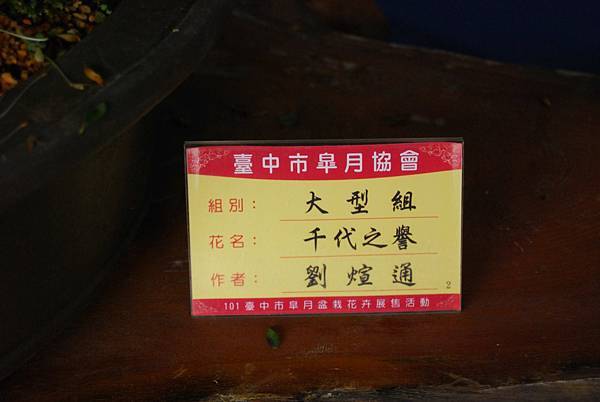 臺中市皐月協會
組別： 大型組
花名： 千代之譽
作者： 劉煊通
2
101臺中市皐月盆栽花卉展售活動